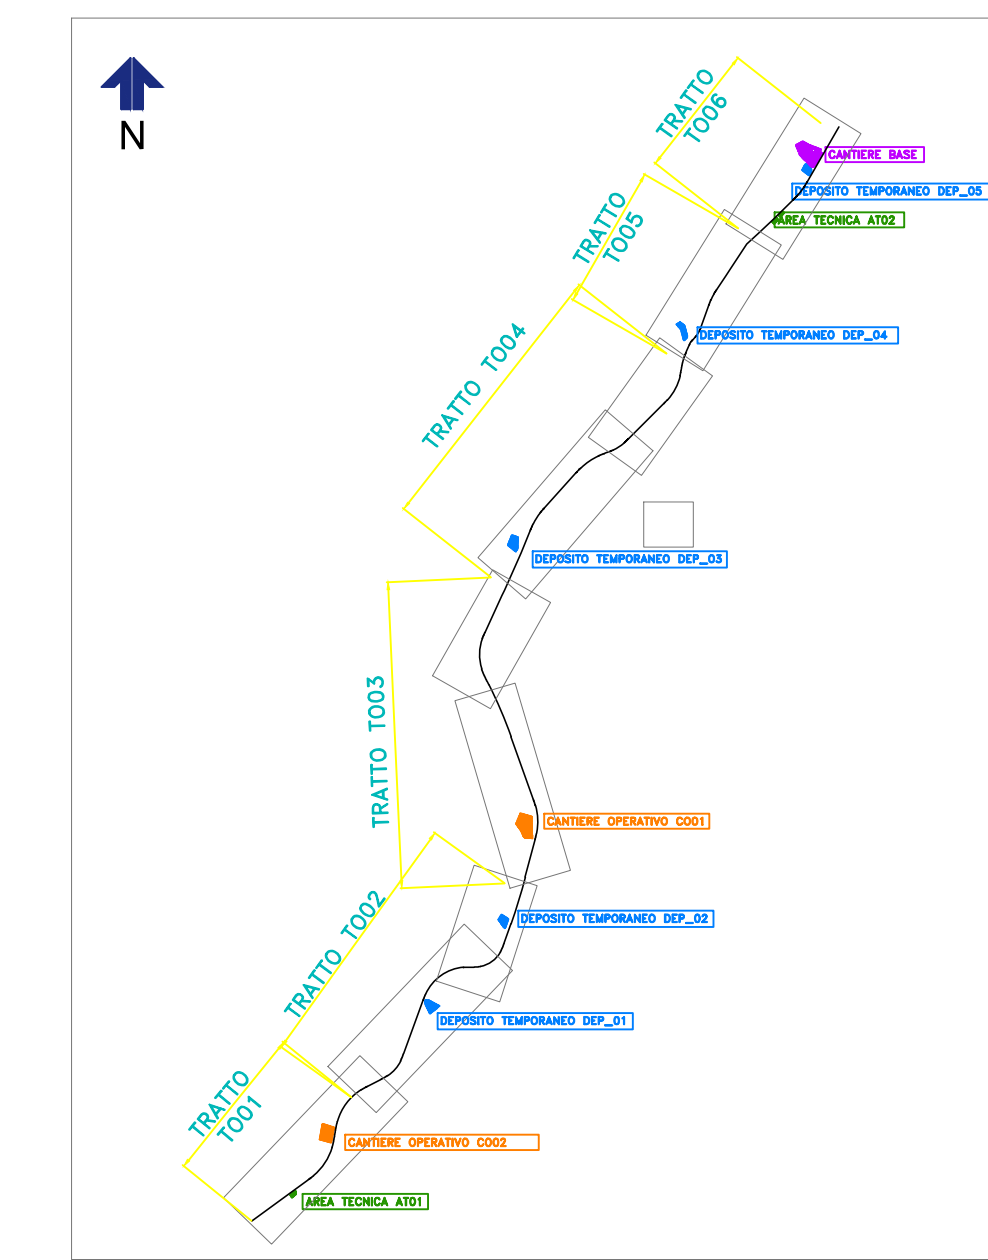 N
TRATTO
TO06
CANTIERE BASE
DEPOSITO TEMPORANEO DEP_05
AREA TECNICA AT02
TRATTO
TO05
DEPOSITO TEMPORANEO DEP_04
TRATTO TO04
DEPOSITO TEMPORANEO DEP_03
TRATTO TO03
CANTIERE OPERATIVO CO01
DEPOSITO TEMPORANEO DEP_02
TRATTO TO02
DEPOSITO TEMPORANEO DEP_01
TRATTO
TO01
CANTIERE OPERATIVO CO02
AREA TECNICA AT01